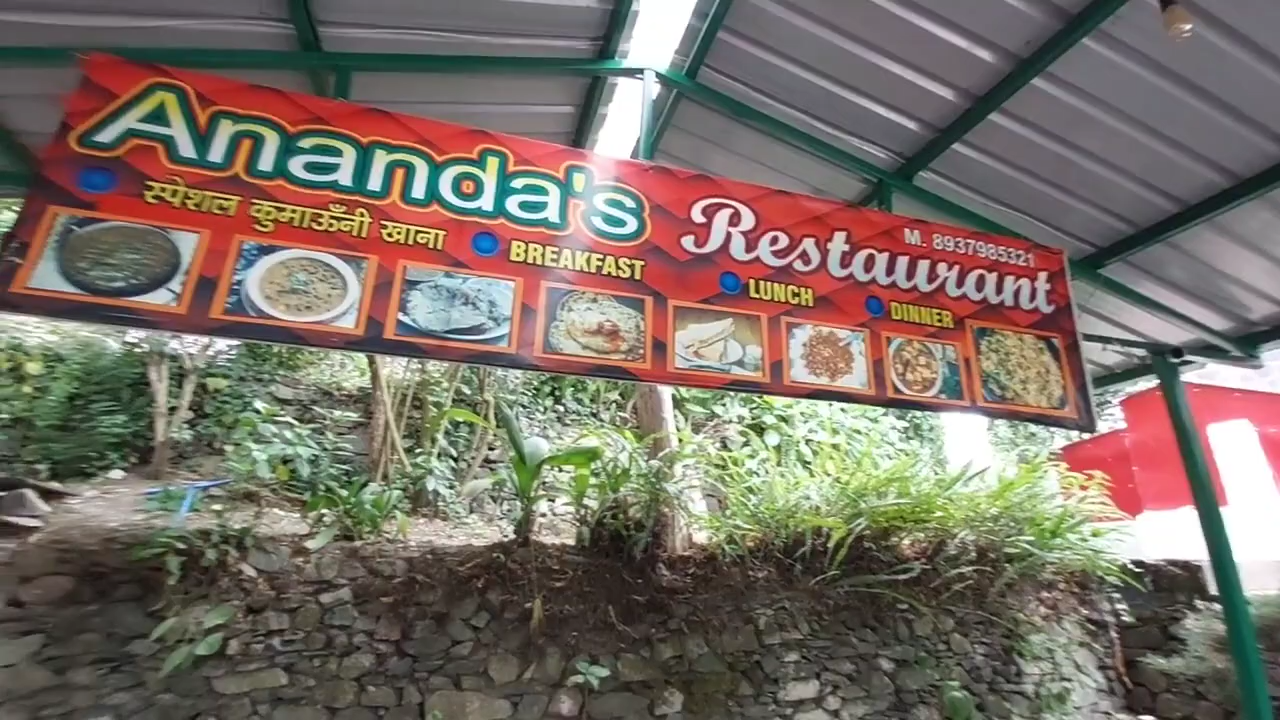 Ananda's Restaurant
M. 8937985321
स्पेशल कुमाऊँनी खाना BREAKFAST LUNCH DINNER